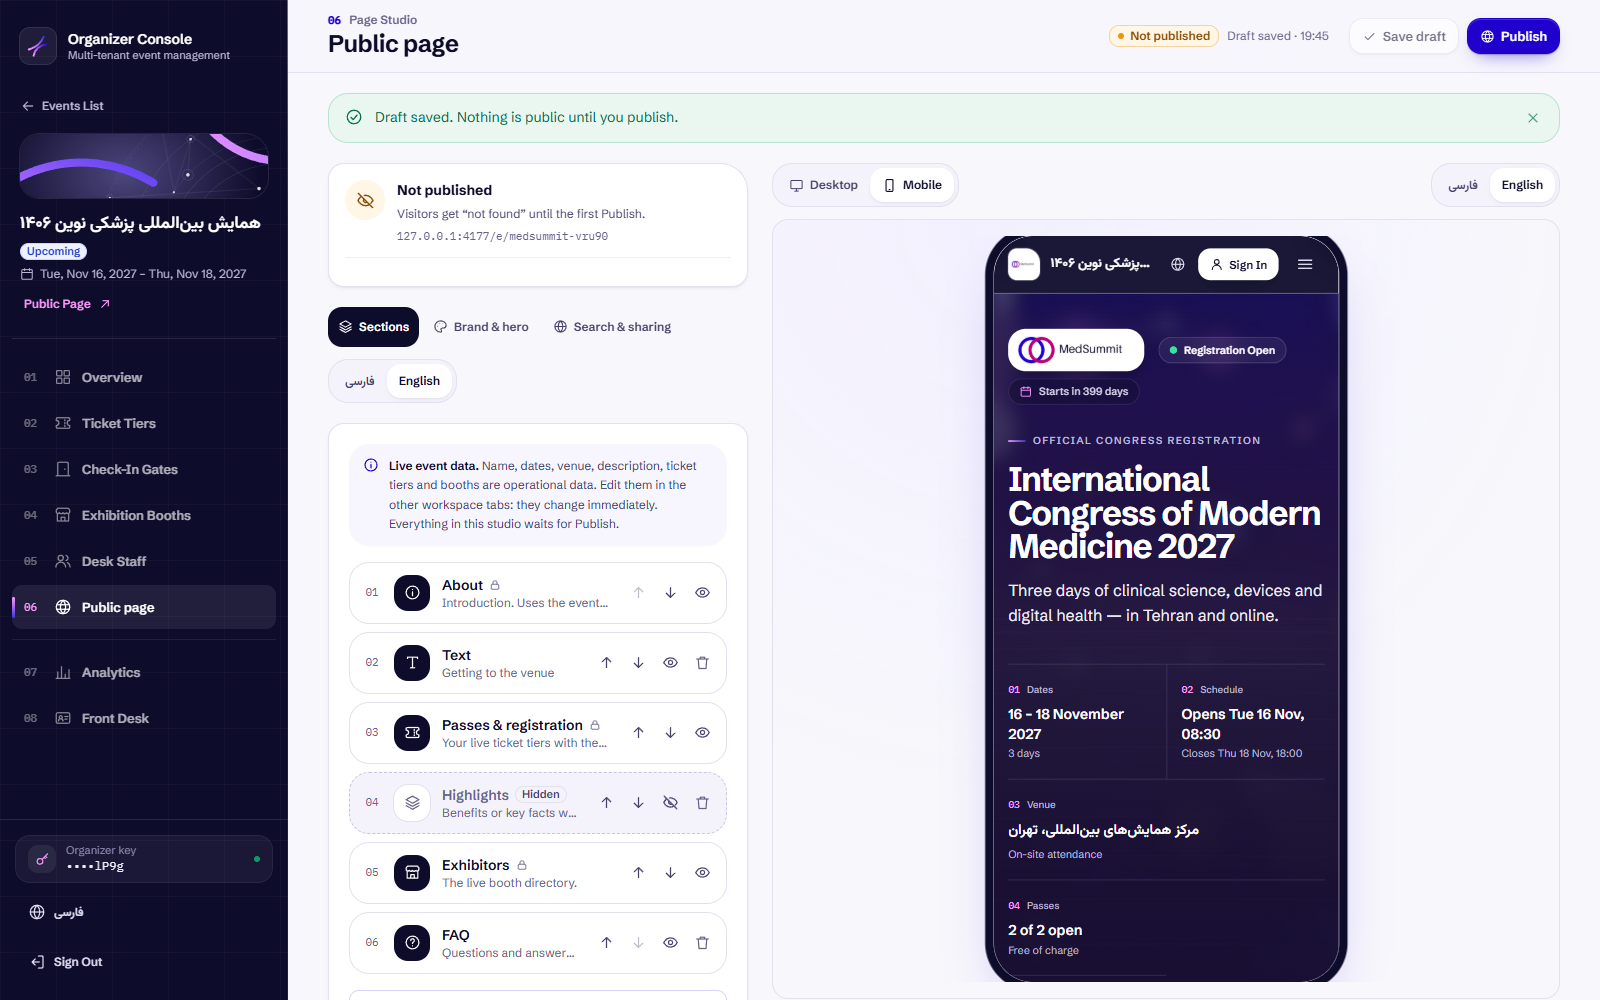 Organizer Console
Multi-tenant event management
Events List
همایش بین‌المللی پزشکی نوین ۱۴۰۶
Upcoming
Tue, Nov 16, 2027 – Thu, Nov 18, 2027
Public Page
01 Overview
02 Ticket Tiers
03 Check-In Gates
04 Exhibition Booths
05 Desk Staff
06 Public page
07 Analytics
08 Front Desk
Organizer key
••••lP9g
فارسی
Sign Out
06 Page Studio
Public page
Not published
Draft saved · 19:45
Save draft
Publish
Draft saved. Nothing is public until you publish.
Not published
Visitors get “not found” until the first Publish.
127.0.0.1:4177/e/medsummit-vru90
Sections
Brand & hero
Search & sharing
فارسی
English
Live event data. Name, dates, venue, description, ticket
tiers and booths are operational data. Edit them in the
other workspace tabs: they change immediately.
Everything in this studio waits for Publish.
01 About
Introduction. Uses the event...
02 Text
Getting to the venue
03 Passes & registration
Your live ticket tiers with the...
04 Highlights Hidden
Benefits or key facts w...
05 Exhibitors
The live booth directory.
06 FAQ
Questions and answer...
Desktop
Mobile
فارسی
English
پزشکی نوین ۱۴۰۶...
Sign In
MedSummit
Registration Open
Starts in 399 days
OFFICIAL CONGRESS REGISTRATION
International
Congress of Modern
Medicine 2027
Three days of clinical science, devices and
digital health — in Tehran and online.
01 Dates
16 – 18 November
2027
3 days
02 Schedule
Opens Tue 16 Nov,
08:30
Closes Thu 18 Nov, 18:00
03 Venue
مرکز همایش‌های بین‌المللی، تهران
On-site attendance
04 Passes
2 of 2 open
Free of charge